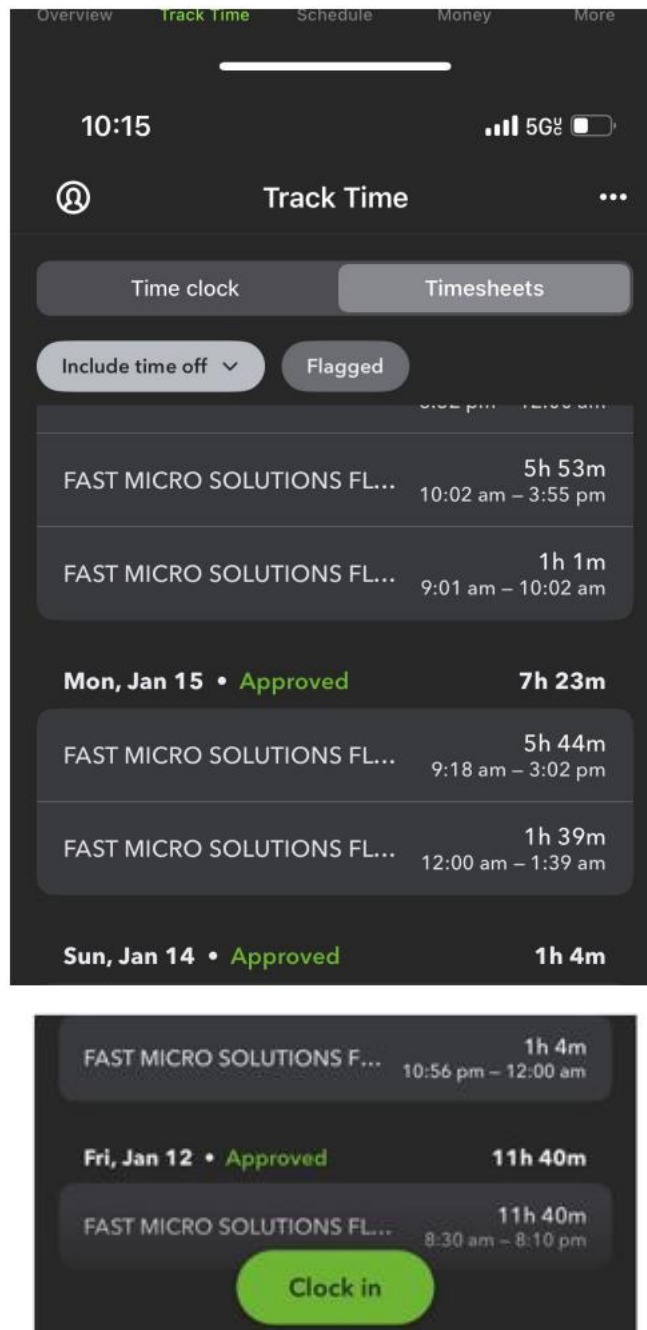 Overview Track Time Schedule Money More
10:15 5G
Track Time
Time clock Timesheets
Include time off Flagged
FAST MICRO SOLUTIONS FL... 5h 53m
10:02 am – 3:55 pm
FAST MICRO SOLUTIONS FL... 1h 1m
9:01 am – 10:02 am
Mon, Jan 15 • Approved 7h 23m
FAST MICRO SOLUTIONS FL... 5h 44m
9:18 am – 3:02 pm
FAST MICRO SOLUTIONS FL... 1h 39m
12:00 am – 1:39 am
Sun, Jan 14 • Approved 1h 4m
FAST MICRO SOLUTIONS F... 1h 4m
10:56 pm – 12:00 am
Fri, Jan 12 • Approved 11h 40m
FAST MICRO SOLUTIONS FL... 11h 40m
8:30 am – 8:10 pm
Clock in